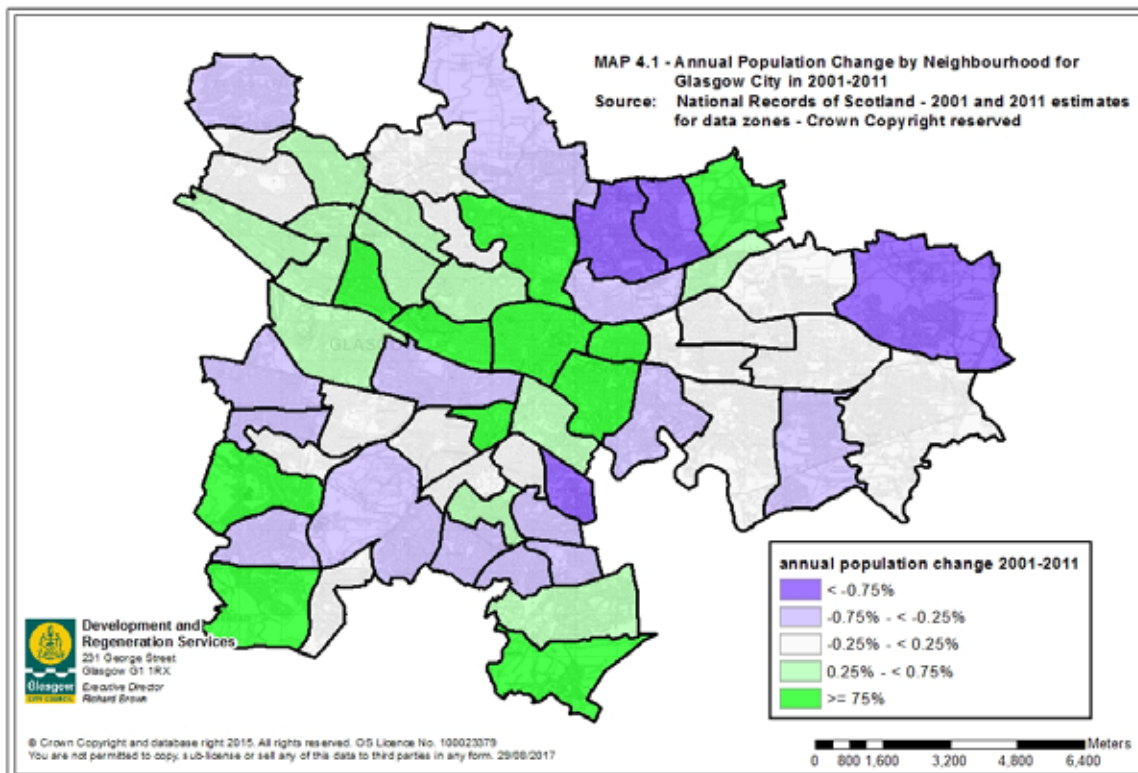 MAP 4.1 - Annual Population Change by Neighbourhood for
Glasgow City in 2001-2011
Source: National Records of Scotland - 2001 and 2011 estimates
for data zones - Crown Copyright reserved
annual population change 2001-2011
< -0.75%
-0.75% - < -0.25%
-0.25% - < 0.25%
0.25% - < 0.75%
>= 75%
Development and
Regeneration Services
231 George Street
Glasgow G1 1RX
Executive Director
Richard Brown
Glasgow
CITY COUNCIL
© Crown Copyright and database right 2015. All rights reserved. OS Licence No. 100023379
You are not permitted to copy, sub-license or sell any of this data to third parties in any form. 29/08/2017
Meters
0 800 1,600 3,200 4,800 6,400